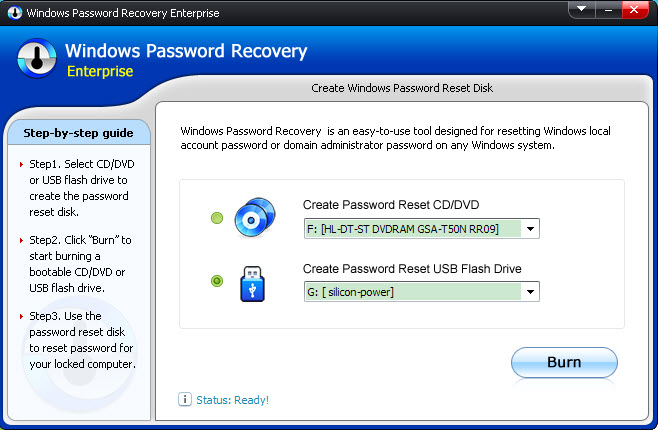 Windows Password Recovery Enterprise
Windows Password Recovery
Enterprise
Create Windows Password Reset Disk
Step-by-step guide
Step1. Select CD/DVD
or USB flash drive to
create the password
reset disk.
Step2. Click "Burn" to
start burning a
bootable CD/DVD or
USB flash drive.
Step3. Use the
password reset disk
to reset password for
your locked computer.
Windows Password Recovery  is an easy-to-use tool designed for resetting Windows local
account password or domain administrator password on any Windows system.
Create Password Reset CD/DVD
F: [HL-DT-ST DVDRAM GSA-T50N RR09]
Create Password Reset USB Flash Drive
G: [ silicon-power]
Burn
Status: Ready!